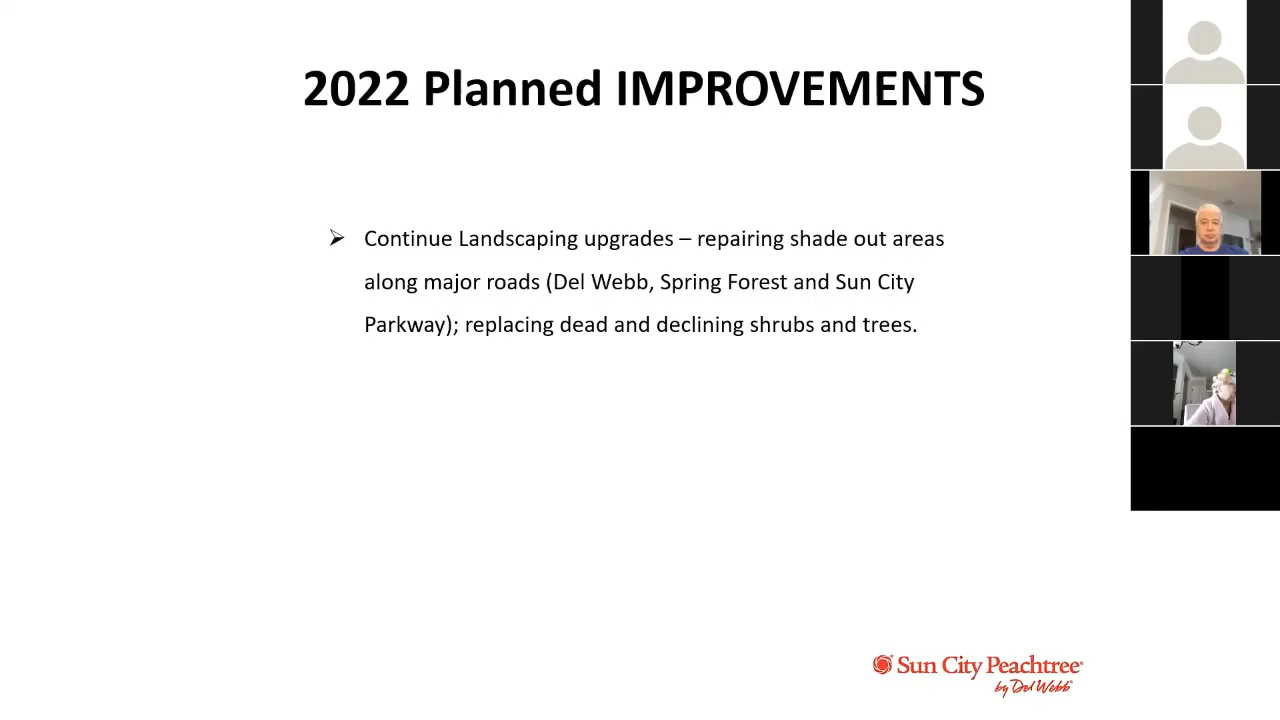 2022 Planned IMPROVEMENTS
➢ Continue Landscaping upgrades – repairing shade out areas
along major roads (Del Webb, Spring Forest and Sun City
Parkway); replacing dead and declining shrubs and trees.
Sun City Peachtree®
by Del Webb®